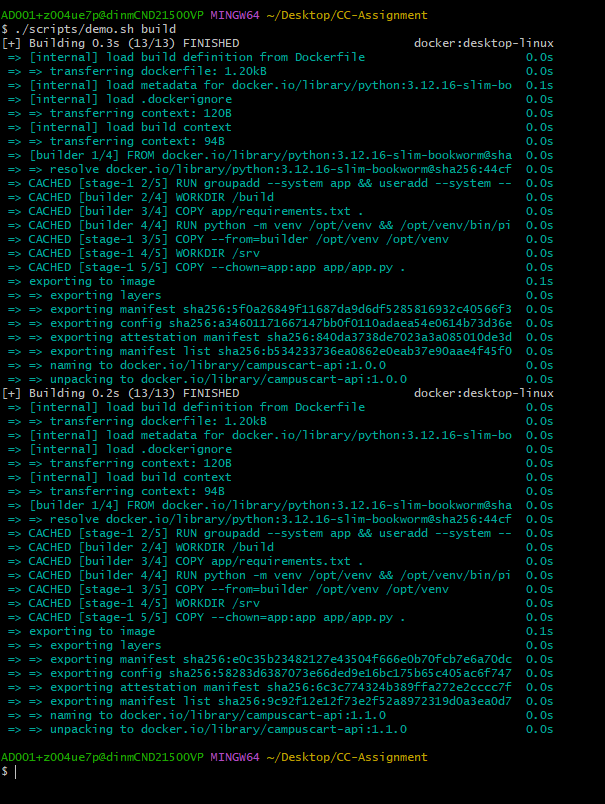 AD001+z004ue7p@dinmCND21500VP MINGW64 ~/Desktop/CC-Assignment
$ ./scripts/demo.sh build
[+] Building 0.3s (13/13) FINISHED docker:desktop-linux
=> [internal] load build definition from Dockerfile 0.0s
=> => transferring dockerfile: 1.20kB 0.0s
=> [internal] load metadata for docker.io/library/python:3.12.16-slim-bo 0.1s
=> [internal] load .dockerignore 0.0s
=> => transferring context: 120B 0.0s
=> [internal] load build context 0.0s
=> => transferring context: 94B 0.0s
=> [builder 1/4] FROM docker.io/library/python:3.12.16-slim-bookworm@sha 0.0s
=> => resolve docker.io/library/python:3.12.16-slim-bookworm@sha256:44cf 0.0s
=> CACHED [stage-1 2/5] RUN groupadd --system app && useradd --system -- 0.0s
=> CACHED [builder 2/4] WORKDIR /build 0.0s
=> CACHED [builder 3/4] COPY app/requirements.txt . 0.0s
=> CACHED [builder 4/4] RUN python -m venv /opt/venv && /opt/venv/bin/pi 0.0s
=> CACHED [stage-1 3/5] COPY --from=builder /opt/venv /opt/venv 0.0s
=> CACHED [stage-1 4/5] WORKDIR /srv 0.0s
=> CACHED [stage-1 5/5] COPY --chown=app:app app/app.py . 0.0s
=> exporting to image 0.1s
=> => exporting layers 0.0s
=> => exporting manifest sha256:5f0a26849f11687da9d6df5285816932c40566f3 0.0s
=> => exporting config sha256:a34601171667147bb0f0110adaea54e0614b73d36e 0.0s
=> => exporting attestation manifest sha256:840da3738de7023a3a085010de3d 0.0s
=> => exporting manifest list sha256:b534233736ea0862e0eab37e90aae4f45f0 0.0s
=> => naming to docker.io/library/campuscart-api:1.0.0 0.0s
=> => unpacking to docker.io/library/campuscart-api:1.0.0 0.0s
[+] Building 0.2s (13/13) FINISHED docker:desktop-linux
=> [internal] load build definition from Dockerfile 0.0s
=> => transferring dockerfile: 1.20kB 0.0s
=> [internal] load metadata for docker.io/library/python:3.12.16-slim-bo 0.0s
=> [internal] load .dockerignore 0.0s
=> => transferring context: 120B 0.0s
=> [internal] load build context 0.0s
=> => transferring context: 94B 0.0s
=> [builder 1/4] FROM docker.io/library/python:3.12.16-slim-bookworm@sha 0.0s
=> => resolve docker.io/library/python:3.12.16-slim-bookworm@sha256:44cf 0.0s
=> CACHED [stage-1 2/5] RUN groupadd --system app && useradd --system -- 0.0s
=> CACHED [builder 2/4] WORKDIR /build 0.0s
=> CACHED [builder 3/4] COPY app/requirements.txt . 0.0s
=> CACHED [builder 4/4] RUN python -m venv /opt/venv && /opt/venv/bin/pi 0.0s
=> CACHED [stage-1 3/5] COPY --from=builder /opt/venv /opt/venv 0.0s
=> CACHED [stage-1 4/5] WORKDIR /srv 0.0s
=> CACHED [stage-1 5/5] COPY --chown=app:app app/app.py . 0.0s
=> exporting to image 0.1s
=> => exporting layers 0.0s
=> => exporting manifest sha256:e0c35b23482127e43504f666e0b70fcb7e6a70dc 0.0s
=> => exporting config sha256:58283d6387073e66ded9e16bc175b65c405ac6f747 0.0s
=> => exporting attestation manifest sha256:6c3c774324b389ffa272e2cccc7f 0.0s
=> => exporting manifest list sha256:9c92f12e12f73e2f52a8972319d0a3ea0d7 0.0s
=> => naming to docker.io/library/campuscart-api:1.1.0 0.0s
=> => unpacking to docker.io/library/campuscart-api:1.1.0 0.0s
AD001+z004ue7p@dinmCND21500VP MINGW64 ~/Desktop/CC-Assignment
$